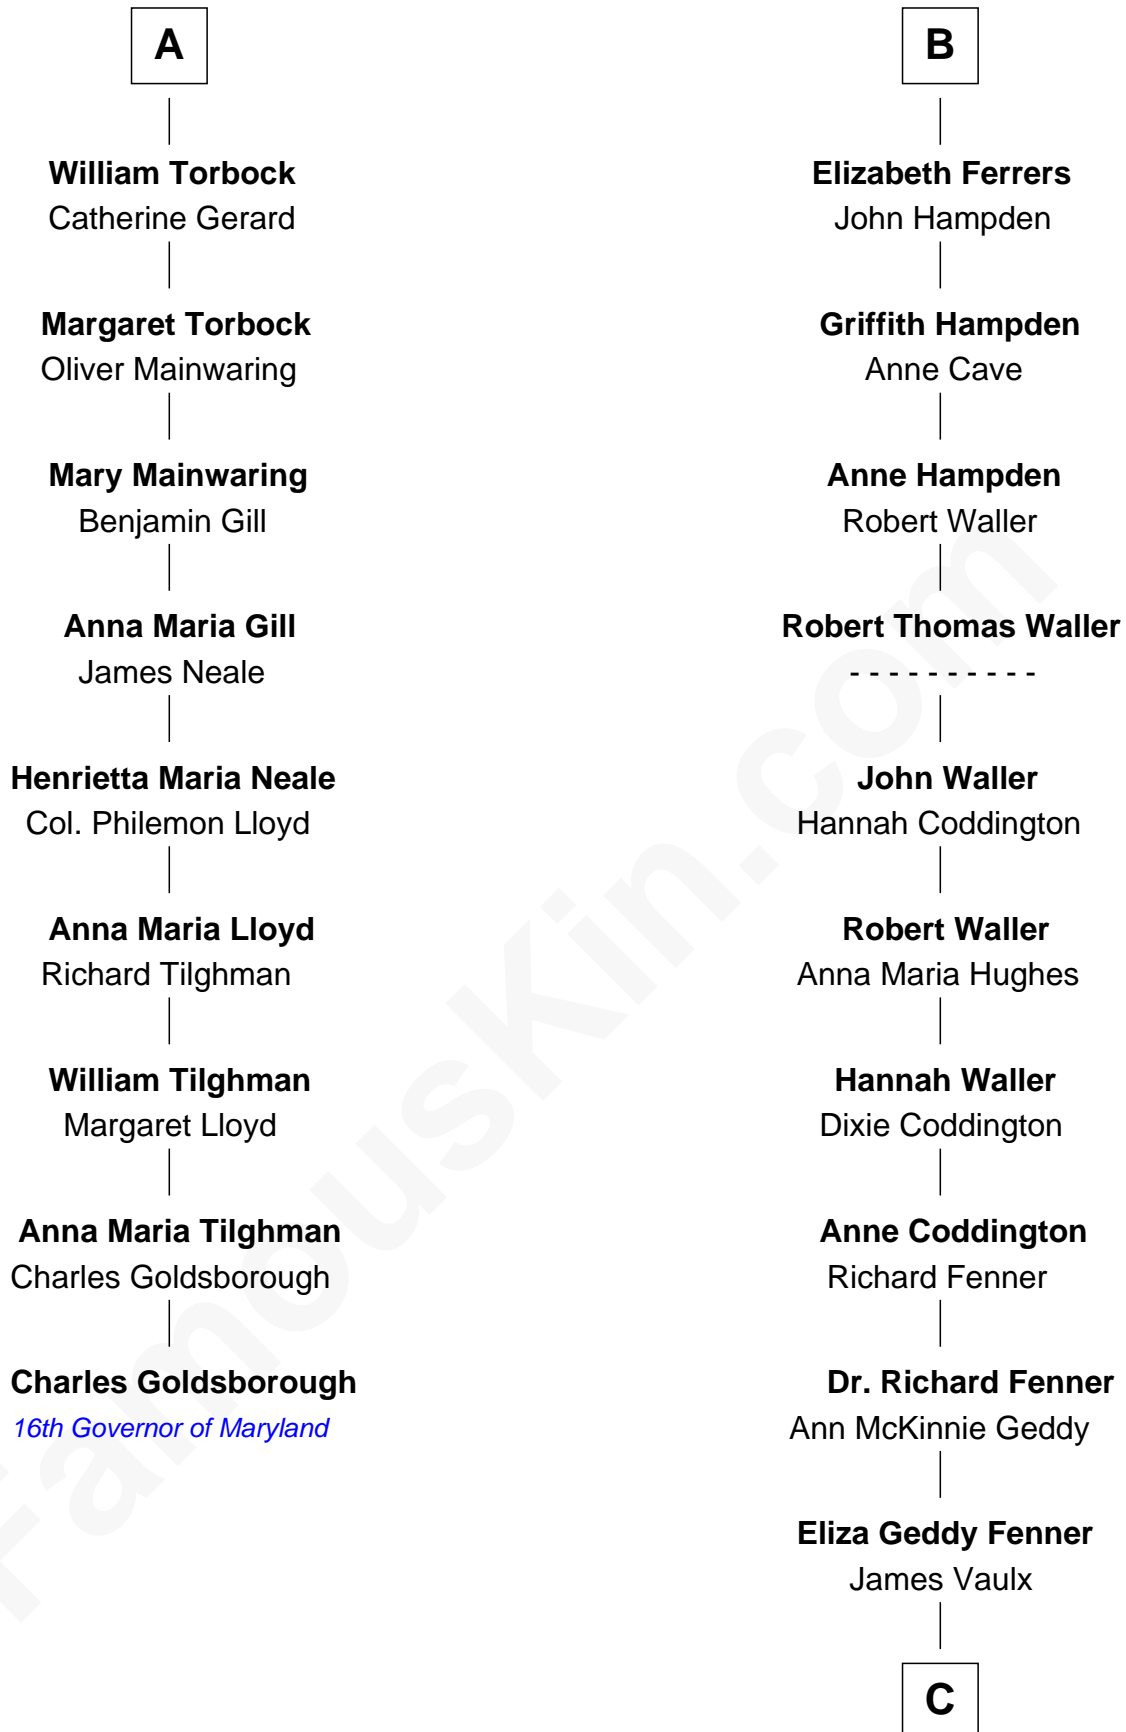 A
William Torbock
Catherine Gerard
Margaret Torbock
Oliver Mainwaring
Mary Mainwaring
Benjamin Gill
Anna Maria Gill
James Neale
Henrietta Maria Neale
Col. Philemon Lloyd
Anna Maria Lloyd
Richard Tilghman
William Tilghman
Margaret Lloyd
Anna Maria Tilghman
Charles Goldsborough
Charles Goldsborough
16th Governor of Maryland
B
Elizabeth Ferrers
John Hampden
Griffith Hampden
Anne Cave
Anne Hampden
Robert Waller
Robert Thomas Waller
- - - - - - - - - -
John Waller
Hannah Coddington
Robert Waller
Anna Maria Hughes
Hannah Waller
Dixie Coddington
Anne Coddington
Richard Fenner
Dr. Richard Fenner
Ann McKinnie Geddy
Eliza Geddy Fenner
James Vaulx
C
FamousKin.com